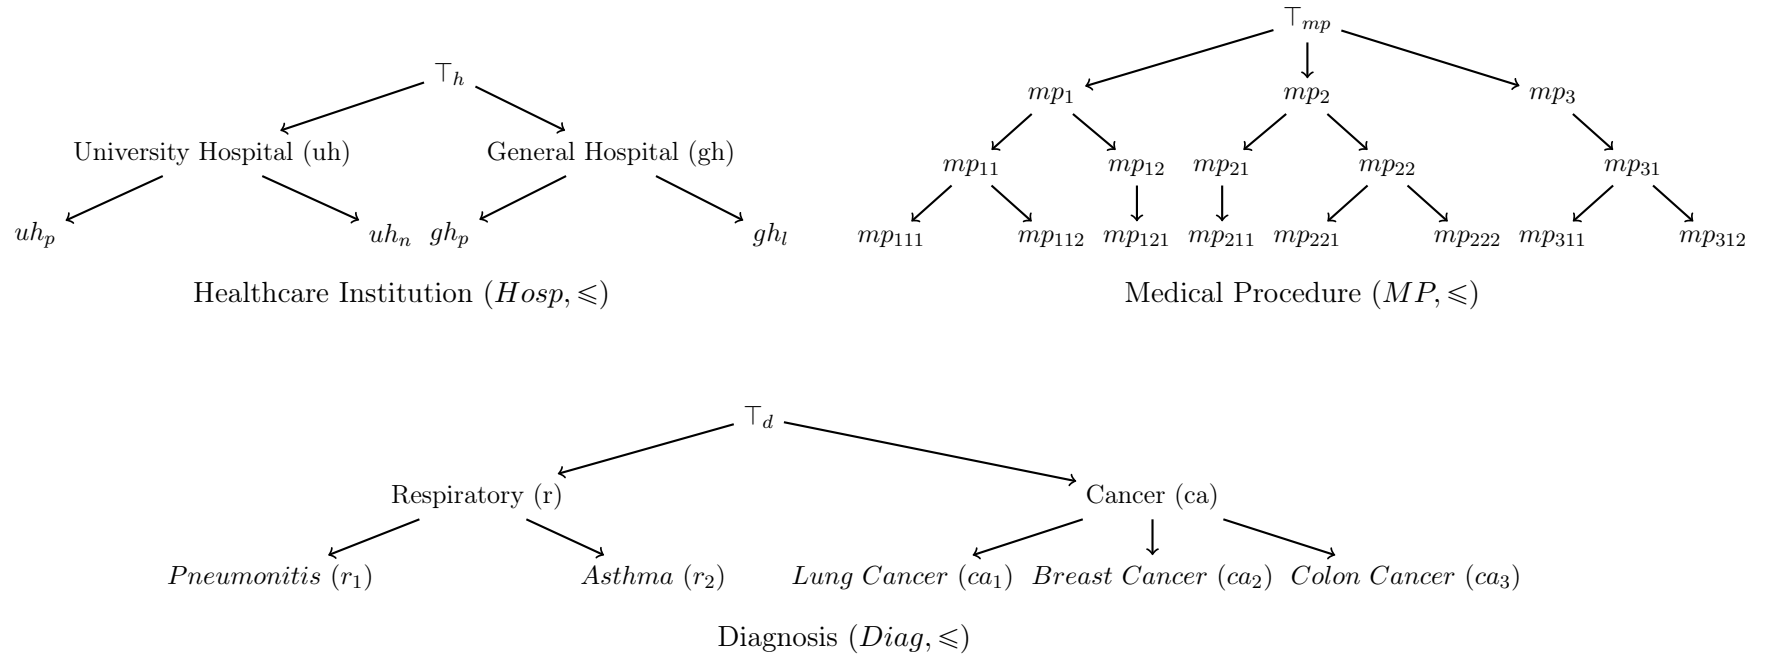 ⊤h
University Hospital (uh) General Hospital (gh)
uhp uhn ghp ghl
Healthcare Institution (Hosp, ⩽)
⊤mp
mp1 mp2 mp3
mp11 mp12 mp21 mp22 mp31
mp111 mp112 mp121 mp211 mp221 mp222 mp311 mp312
Medical Procedure (MP, ⩽)
⊤d
Respiratory (r) Cancer (ca)
Pneumonitis (r1) Asthma (r2) Lung Cancer (ca1) Breast Cancer (ca2) Colon Cancer (ca3)
Diagnosis (Diag, ⩽)